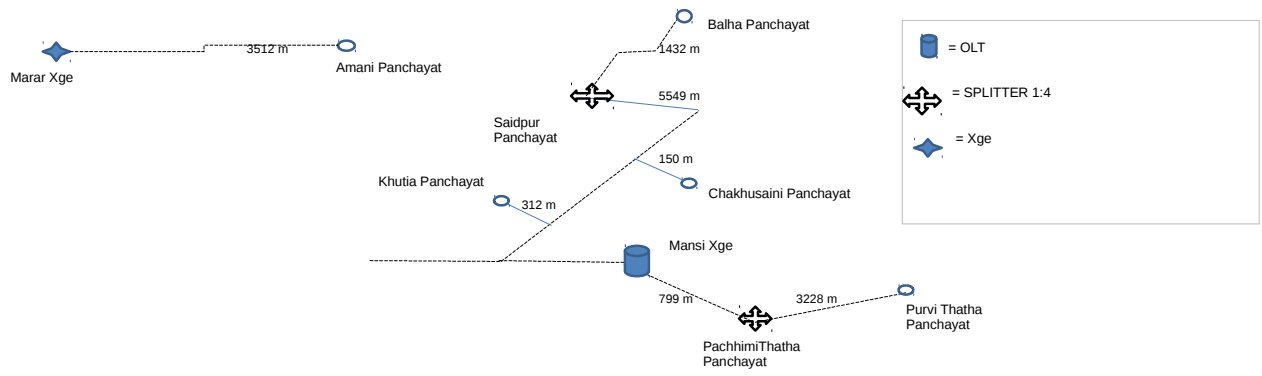 Balha Panchayat
3512 m
1432 m
Amani Panchayat
Marar Xge
5549 m
Saidpur
Panchayat
150 m
Khutia Panchayat
Chakhusaini Panchayat
312 m
Mansi Xge
799 m
3228 m
Purvi Thatha
Panchayat
PachhimiThatha
Panchayat
= OLT
= SPLITTER 1:4
= Xge